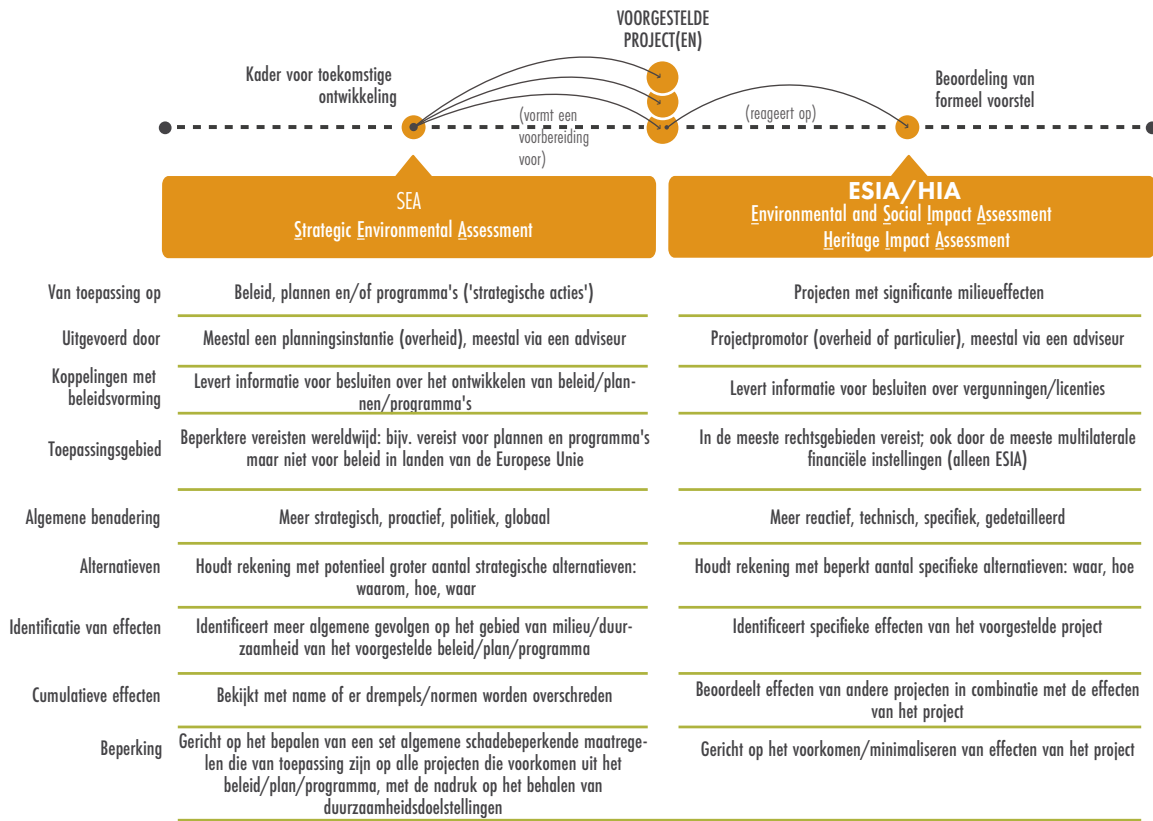 VOORGESTELDE
PROJECT(EN)
Kader voor toekomstige
ontwikkeling
(vormt een
voorbereiding
voor)
(reageert op)
Beoordeling van
formeel voorstel
SEA
Strategic Environmental Assessment
ESIA/HIA
Environmental and Social Impact Assessment
Heritage Impact Assessment
Van toepassing op
Beleid, plannen en/of programma's ('strategische acties')
Projecten met significante milieueffecten
Uitgevoerd door
Meestal een planningsinstantie (overheid), meestal via een adviseur
Projectpromotor (overheid of particulier), meestal via een adviseur
Koppelingen met
beleidsvorming
Levert informatie voor besluiten over het ontwikkelen van beleid/plan-
nen/programma's
Levert informatie voor besluiten over vergunningen/licenties
Toepassingsgebied
Beperktere vereisten wereldwijd: bijv. vereist voor plannen en programma's
maar niet voor beleid in landen van de Europese Unie
In de meeste rechtsgebieden vereist; ook door de meeste multilaterale
financiële instellingen (alleen ESIA)
Algemene benadering
Meer strategisch, proactief, politiek, globaal
Meer reactief, technisch, specifiek, gedetailleerd
Alternatieven
Houdt rekening met potentieel groter aantal strategische alternatieven:
waarom, hoe, waar
Houdt rekening met beperkt aantal specifieke alternatieven: waar, hoe
Identificatie van effecten
Identificeert meer algemene gevolgen op het gebied van milieu/duur-
zaamheid van het voorgestelde beleid/plan/programma
Identificeert specifieke effecten van het voorgestelde project
Cumulatieve effecten
Bekijkt met name of er drempels/normen worden overschreden
Beoordeelt effecten van andere projecten in combinatie met de effecten
van het project
Beperking
Gericht op het bepalen van een set algemene schadebeperkende maatrege-
len die van toepassing zijn op alle projecten die voorkomen uit het
beleid/plan/programma, met de nadruk op het behalen van
duurzaamheidsdoelstellingen
Gericht op het voorkomen/minimaliseren van effecten van het project